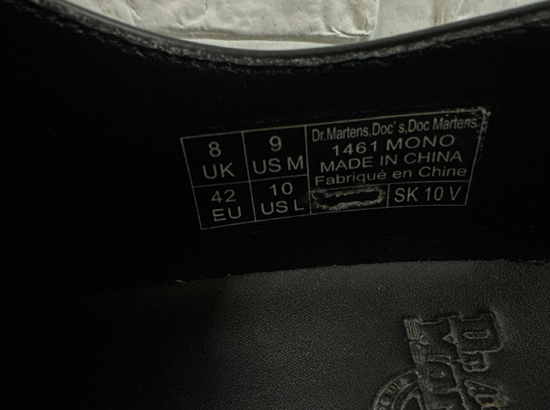 8 UK
9 US M
42 EU
10 US L
Dr.Martens,Doc's,Doc Martens
1461 MONO
MADE IN CHINA
Fabriqué en Chine
SK 10 V